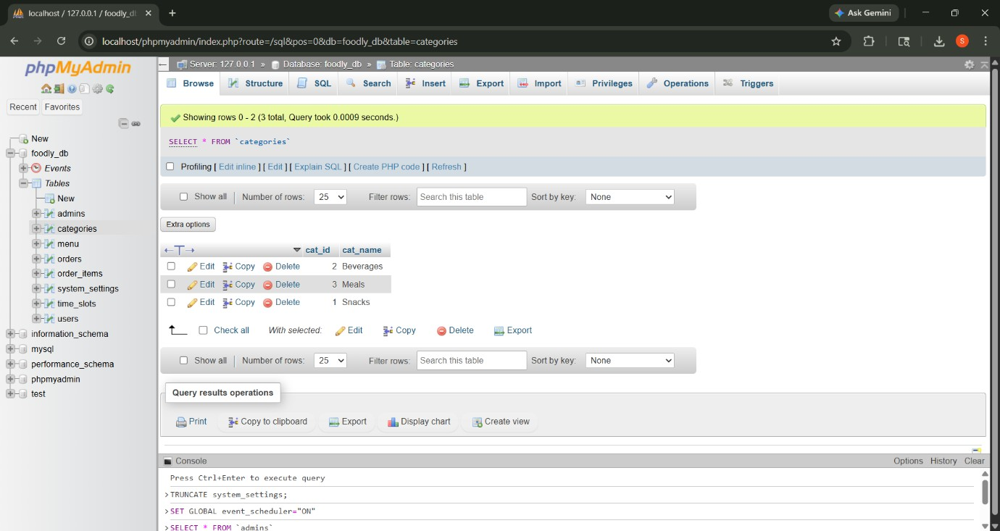 localhost / 127.0.0.1 / foodly_d
Ask Gemini
localhost/phpmyadmin/index.php?route=/sql&pos=0&db=foodly_db&table=categories
S
phpMyAdmin
Recent Favorites
New
foodly_db
Events
Tables
New
admins
categories
menu
orders
order_items
system_settings
time_slots
users
information_schema
mysql
performance_schema
phpmyadmin
test
Server: 127.0.0.1 » Database: foodly_db » Table: categories
Browse Structure SQL Search Insert Export Import Privileges Operations Triggers
Showing rows 0 - 2 (3 total, Query took 0.0009 seconds.)
SELECT * FROM `categories`
Profiling [ Edit inline ] [ Edit ] [ Explain SQL ] [ Create PHP code ] [ Refresh ]
Show all Number of rows: 25 Filter rows: Search this table Sort by key: None
Extra options
cat_id cat_name
Edit Copy Delete 2 Beverages
Edit Copy Delete 3 Meals
Edit Copy Delete 1 Snacks
Check all With selected: Edit Copy Delete Export
Show all Number of rows: 25 Filter rows: Search this table Sort by key: None
Query results operations
Print Copy to clipboard Export Display chart Create view
Console Options History Clear
Press Ctrl+Enter to execute query
>TRUNCATE system_settings;
>SET GLOBAL event_scheduler="ON"
>SELECT * FROM `admins`